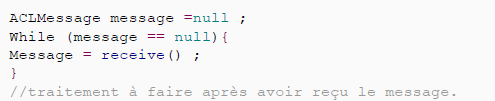 ACLMessage message =null ;
While (message == null){
Message = receive() ;
}
//traitement à faire après avoir reçu le message.